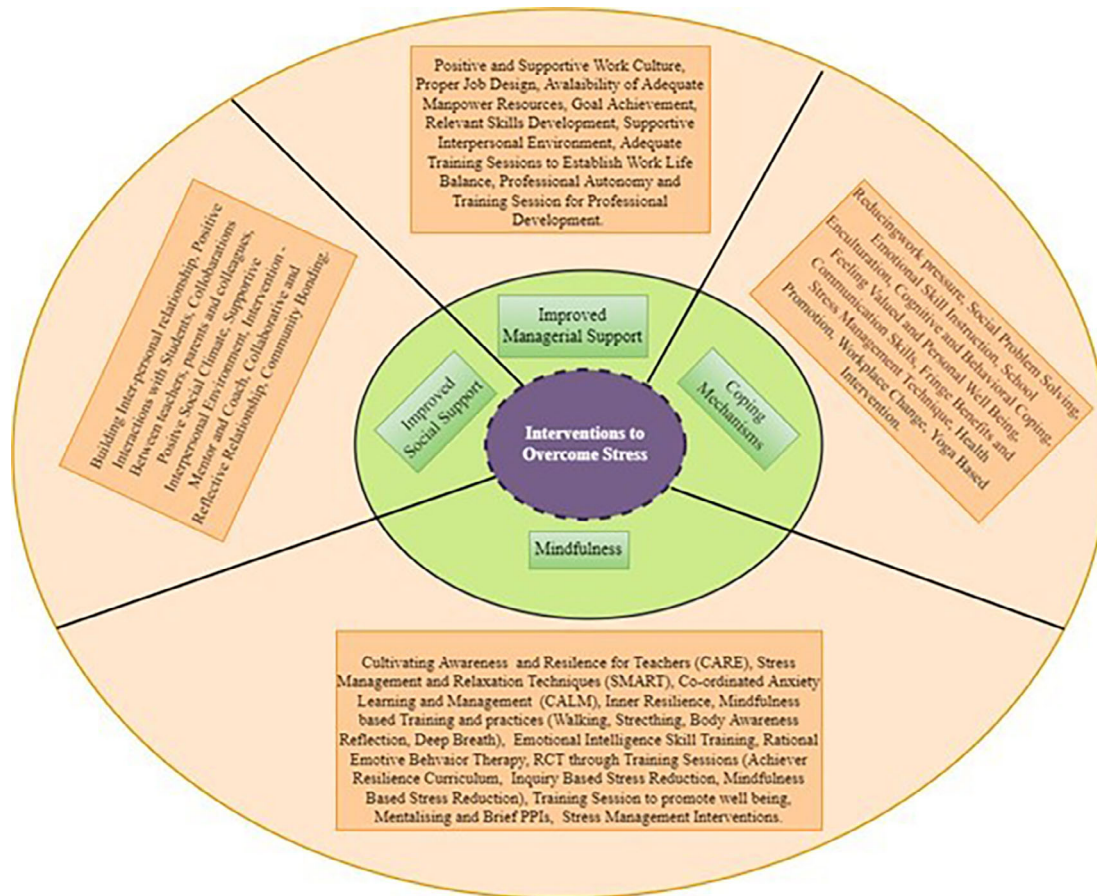 Positive and Supportive Work Culture,
Proper Job Design, Avalaibility of Adequate
Manpower Resources, Goal Achievement,
Relevant Skills Development, Supportive
Interpersonal Environment, Adequate
Training Sessions to Establish Work Life
Balance, Professional Autonomy and
Training Session for Professional
Development.
Building Inter-personal relationship, Positive
Interactions with Students, Collobarations
Between teachers, parents and colleagues,
Positve Social Climate, Supportive
Interpersonal Environment, Intervention -
Mentor and Coach, Collaborative and
Reflective Relationship, Community Bonding.
Reducingwork pressure, Social Problem Solving,
Emotional Skill Instruction, School
Enculturation, Cognitive and Behavioral Coping,
Feeling Valued and Personal Well Being,
Communication Skills, Fringe Benefits and
Stress Management Technique, Health
Promotion, Workplace Change, Yoga Based
Intervention.
Improved
Managerial Support
Improved
Social Support
Coping
Mechanisms
Interventions to
Overcome Stress
Mindfulness
Cultivating Awareness and Resilence for Teachers (CARE), Stress
Management and Relaxation Techniques (SMART), Co-ordinated Anxiety
Learning and Management (CALM), Inner Resilience, Mindfulness
based Training and practices (Walking, Strecthing, Body Awareness
Reflection, Deep Breath), Emotional Intelligence Skill Training, Rational
Emotive Behvaior Therapy, RCT through Training Sessions (Achiever
Resilience Curriculum, Inquiry Based Stress Reduction, Mindfulness
Based Stress Reduction), Training Session to promote well being,
Mentalising and Brief PPIs, Stress Management Interventions.